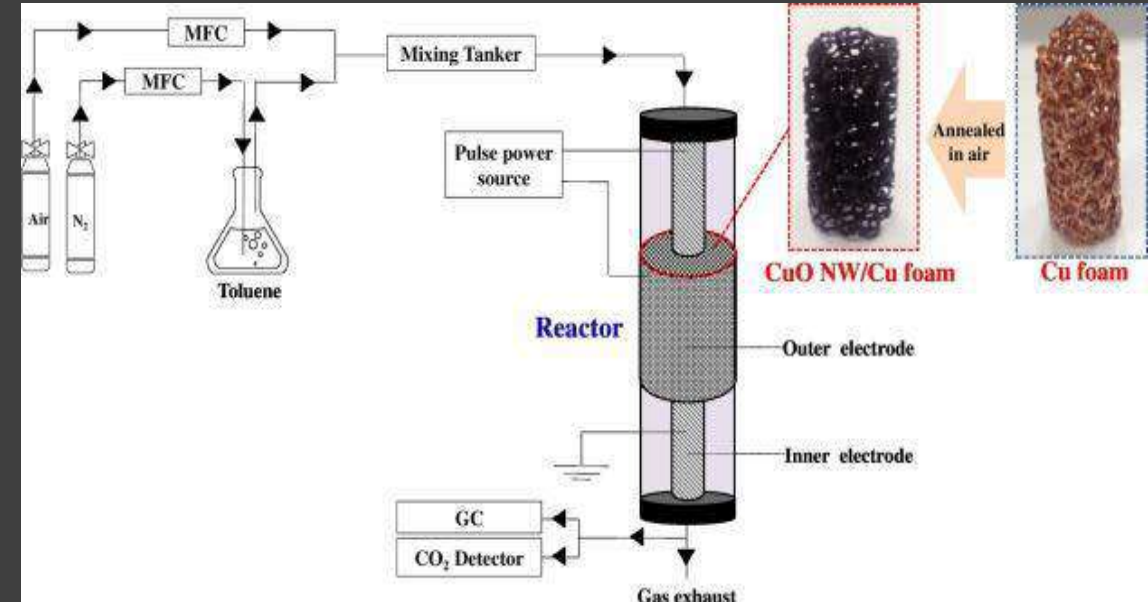 MFC
MFC
Mixing Tanker
Air
N₂
Toluene
Pulse power
source
Annealed
in air
CuO NW/Cu foam
Cu foam
Reactor
Outer electrode
Inner electrode
GC
CO₂ Detector
Gas exhaust